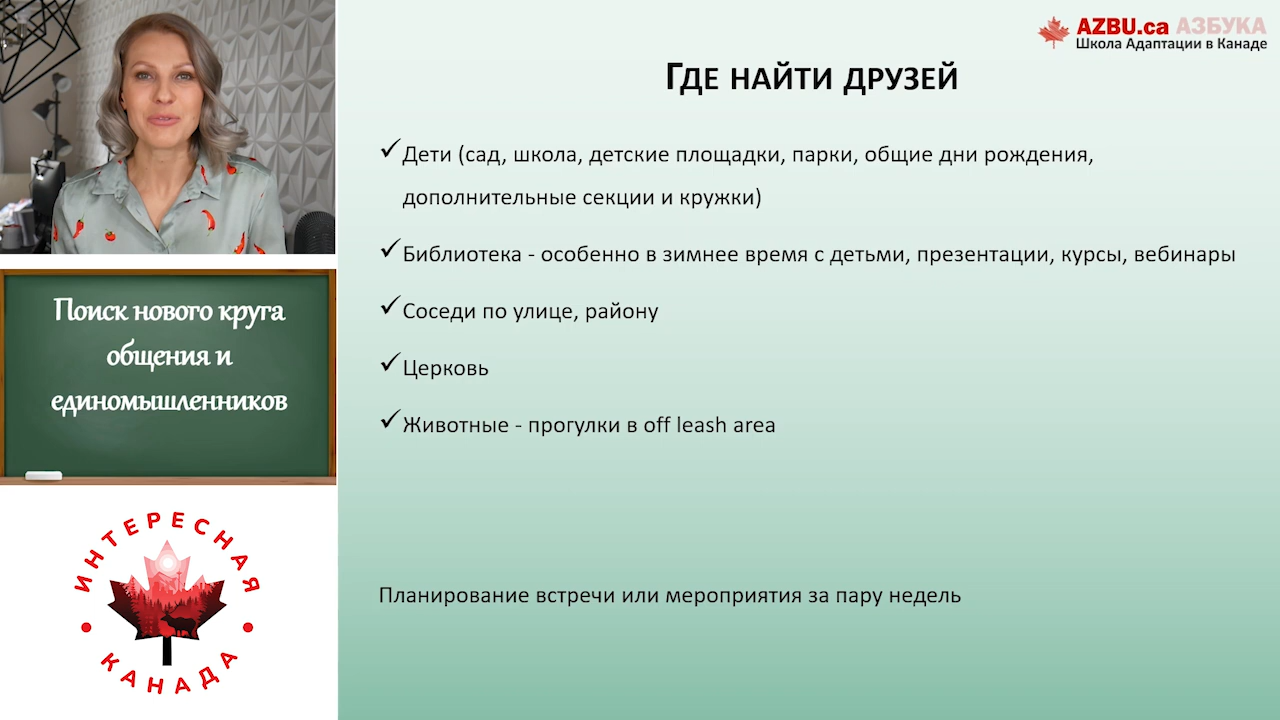 AZBU.ca АЗБУКА
Школа Адаптации в Канаде
Где найти друзей
✓Дети (сад, школа, детские площадки, парки, общие дни рождения,
дополнительные секции и кружки)
✓Библиотека - особенно в зимнее время с детьми, презентации, курсы, вебинары
✓Соседи по улице, району
✓Церковь
✓Животные - прогулки в off leash area
Планирование встречи или мероприятия за пару недель
Поиск нового круга
общения и
единомышленников
ИНТЕРЕСНАЯ
КАНАДА